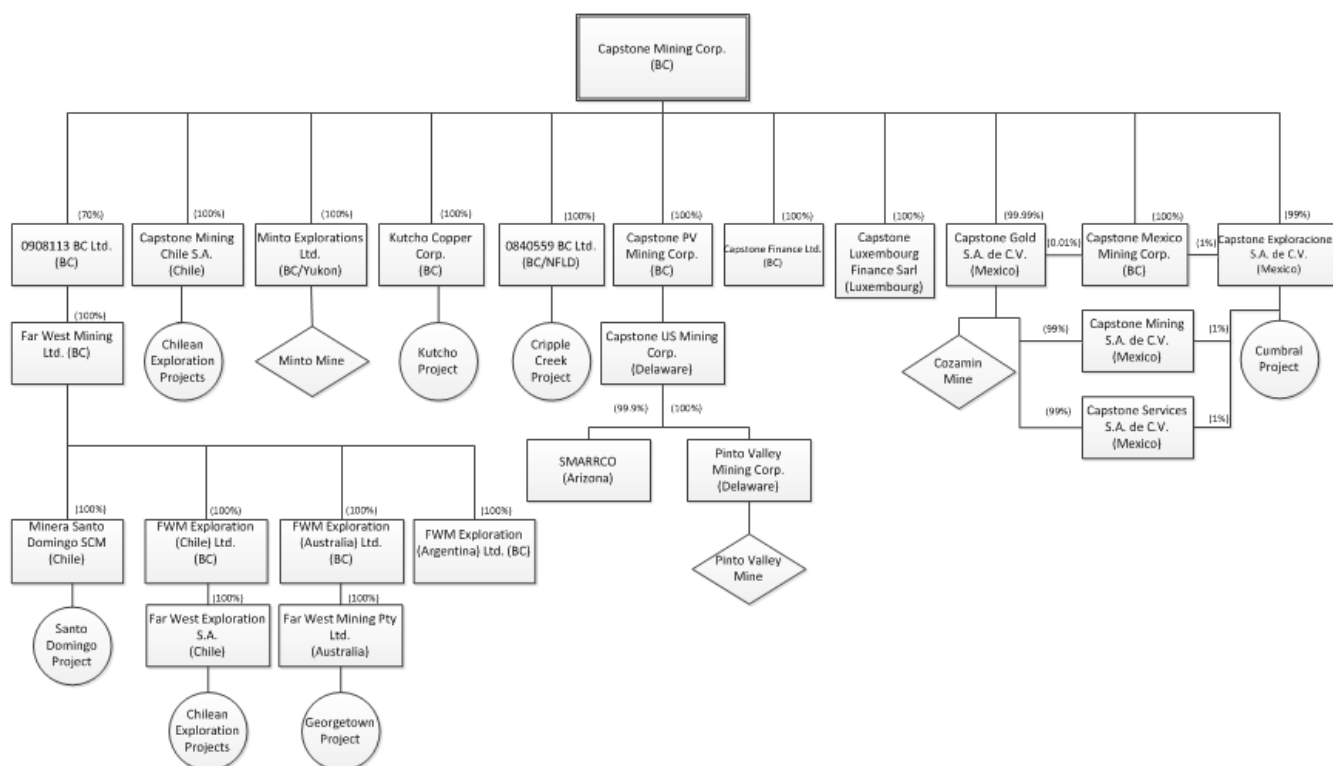 Capstone Mining Corp.
(BC)
(70%)
(100%)
(100%)
(100%)
(100%)
(100%)
(100%)
(100%)
(99.99%)
(100%)
(99%)
0908113 BC Ltd.
(BC)
Capstone Mining
Chile S.A.
(Chile)
Minto Explorations
Ltd.
(BC/Yukon)
Kutcho Copper
Corp.
(BC)
0840559 BC Ltd.
(BC/NFLD)
Capstone PV
Mining Corp.
(BC)
Capstone Finance Ltd.
(BC)
Capstone
Luxembourg
Finance Sarl
(Luxembourg)
Capstone Gold
S.A. de C.V.
(Mexico)
(0.01%)
Capstone Mexico
Mining Corp.
(BC)
(1%)
Capstone Exploraciones
S.A. de C.V.
(Mexico)
(100%)
Far West Mining
Ltd. (BC)
Chilean
Exploration
Projects
Minto Mine
Kutcho
Project
Cripple
Creek
Project
Capstone US Mining
Corp.
(Delaware)
Cozamin
Mine
(99%)
Capstone Mining
S.A. de C.V.
(Mexico)
(1%)
Cumbral
Project
(99%)
Capstone Services
S.A. de C.V.
(Mexico)
(1%)
(99.9%)
(100%)
SMARRCO
(Arizona)
Pinto Valley
Mining Corp.
(Delaware)
Pinto Valley
Mine
(100%)
(100%)
(100%)
(100%)
Minera Santo
Domingo SCM
(Chile)
FWM Exploration
(Chile) Ltd.
(BC)
FWM Exploration
(Australia) Ltd.
(BC)
FWM Exploration
(Argentina) Ltd. (BC)
(100%)
(100%)
Santo
Domingo
Project
Far West Exploration
S.A.
(Chile)
Far West Mining Pty
Ltd.
(Australia)
Chilean
Exploration
Projects
Georgetown
Project